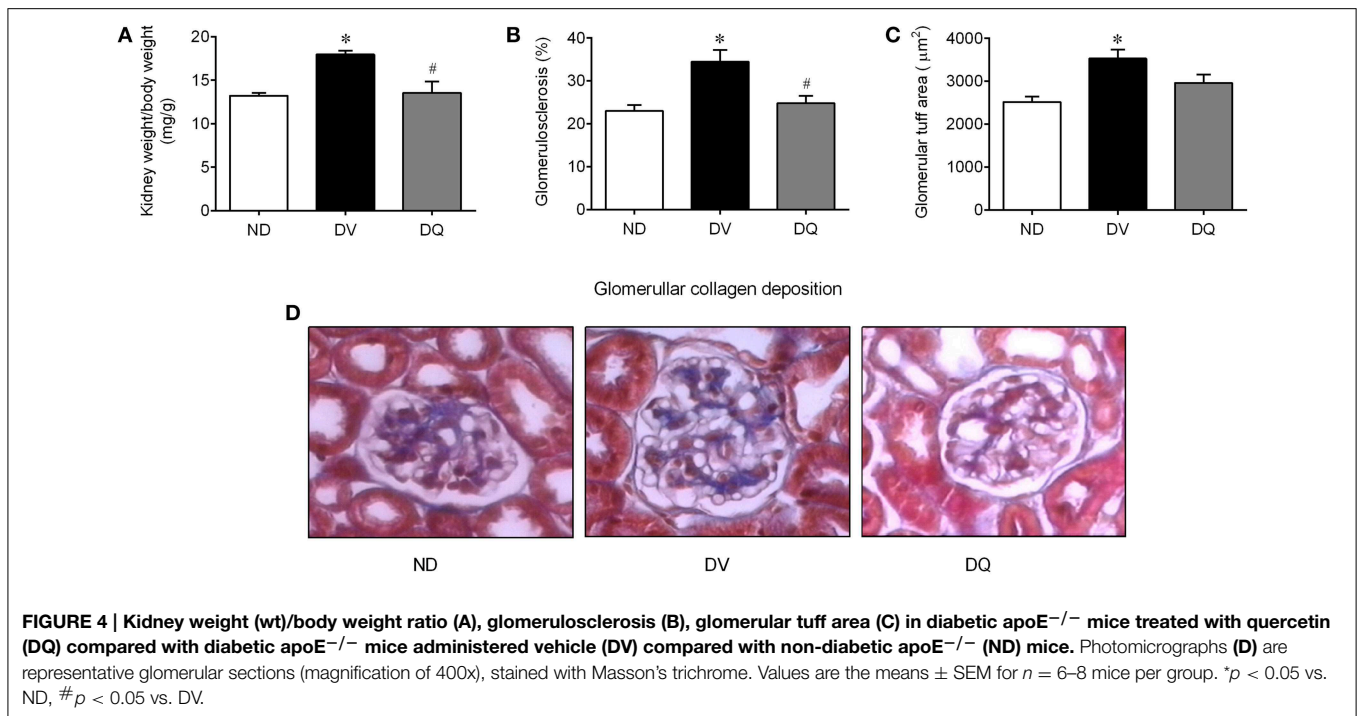 A
Kidney weight/body weight
(mg/g)
20
15
10
5
0
*
#
ND DV DQ
B
Glomerulosclerosis (%)
40
30
20
10
0
*
#
ND DV DQ
C
Glomerular tuff area ( μm²)
4000
3000
2000
1000
0
*
ND DV DQ
Glomerullar collagen deposition
D
ND DV DQ
FIGURE 4 | Kidney weight (wt)/body weight ratio (A), glomerulosclerosis (B), glomerular tuff area (C) in diabetic apoE−/− mice treated with quercetin
(DQ) compared with diabetic apoE−/− mice administered vehicle (DV) compared with non-diabetic apoE−/− (ND) mice. Photomicrographs (D) are
representative glomerular sections (magnification of 400x), stained with Masson's trichrome. Values are the means ± SEM for n = 6–8 mice per group. *p < 0.05 vs.
ND, #p < 0.05 vs. DV.